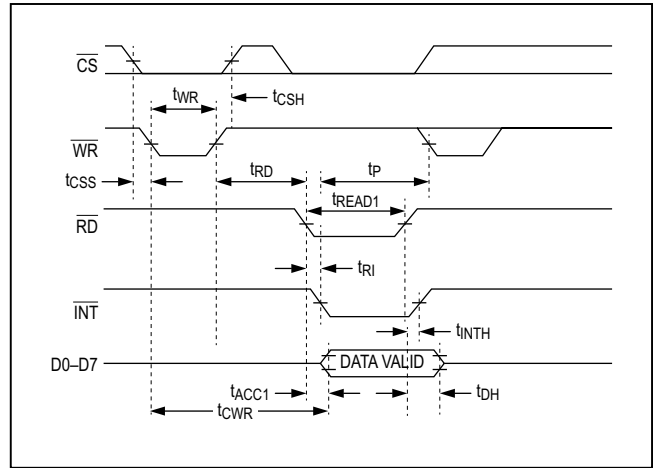 CS
tWR
tCSH
WR
tCSS
tRD
tP
tREAD1
RD
tRI
INT
tINTH
D0–D7
DATA VALID
tACC1
tDH
tCWR